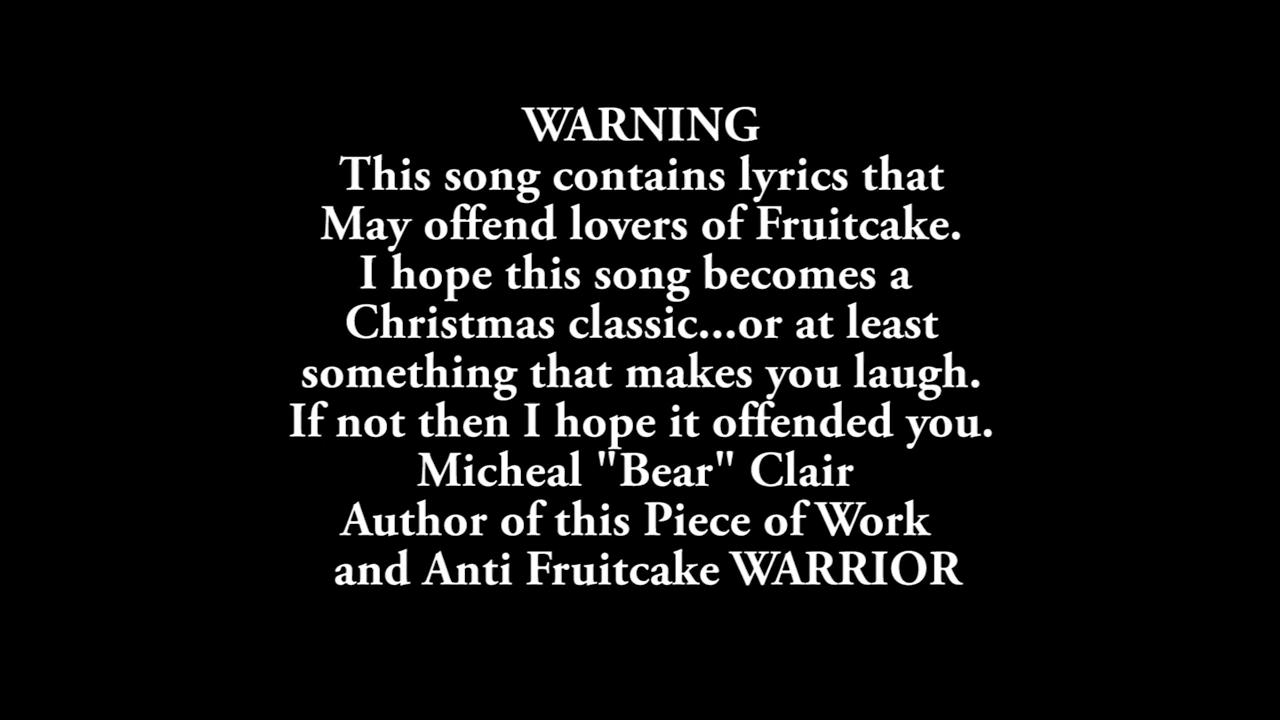 WARNING
This song contains lyrics that
May offend lovers of Fruitcake.
I hope this song becomes a
Christmas classic...or at least
something that makes you laugh.
If not then I hope it offended you.
Micheal "Bear" Clair
Author of this Piece of Work
and Anti Fruitcake WARRIOR